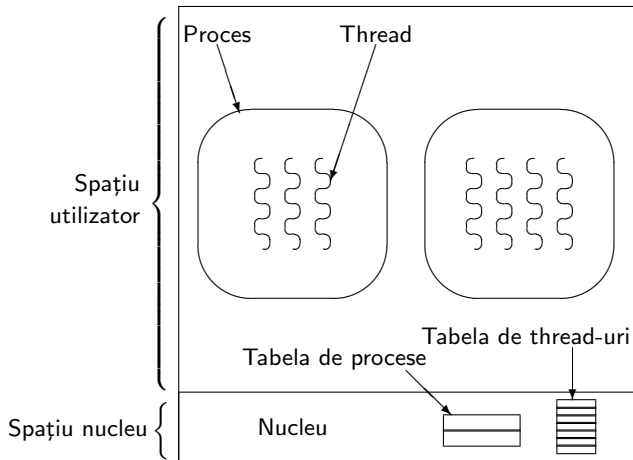 Proces
Thread
Spațiu
utilizator
Tabela de thread-uri
Tabela de procese
Spațiu nucleu
Nucleu